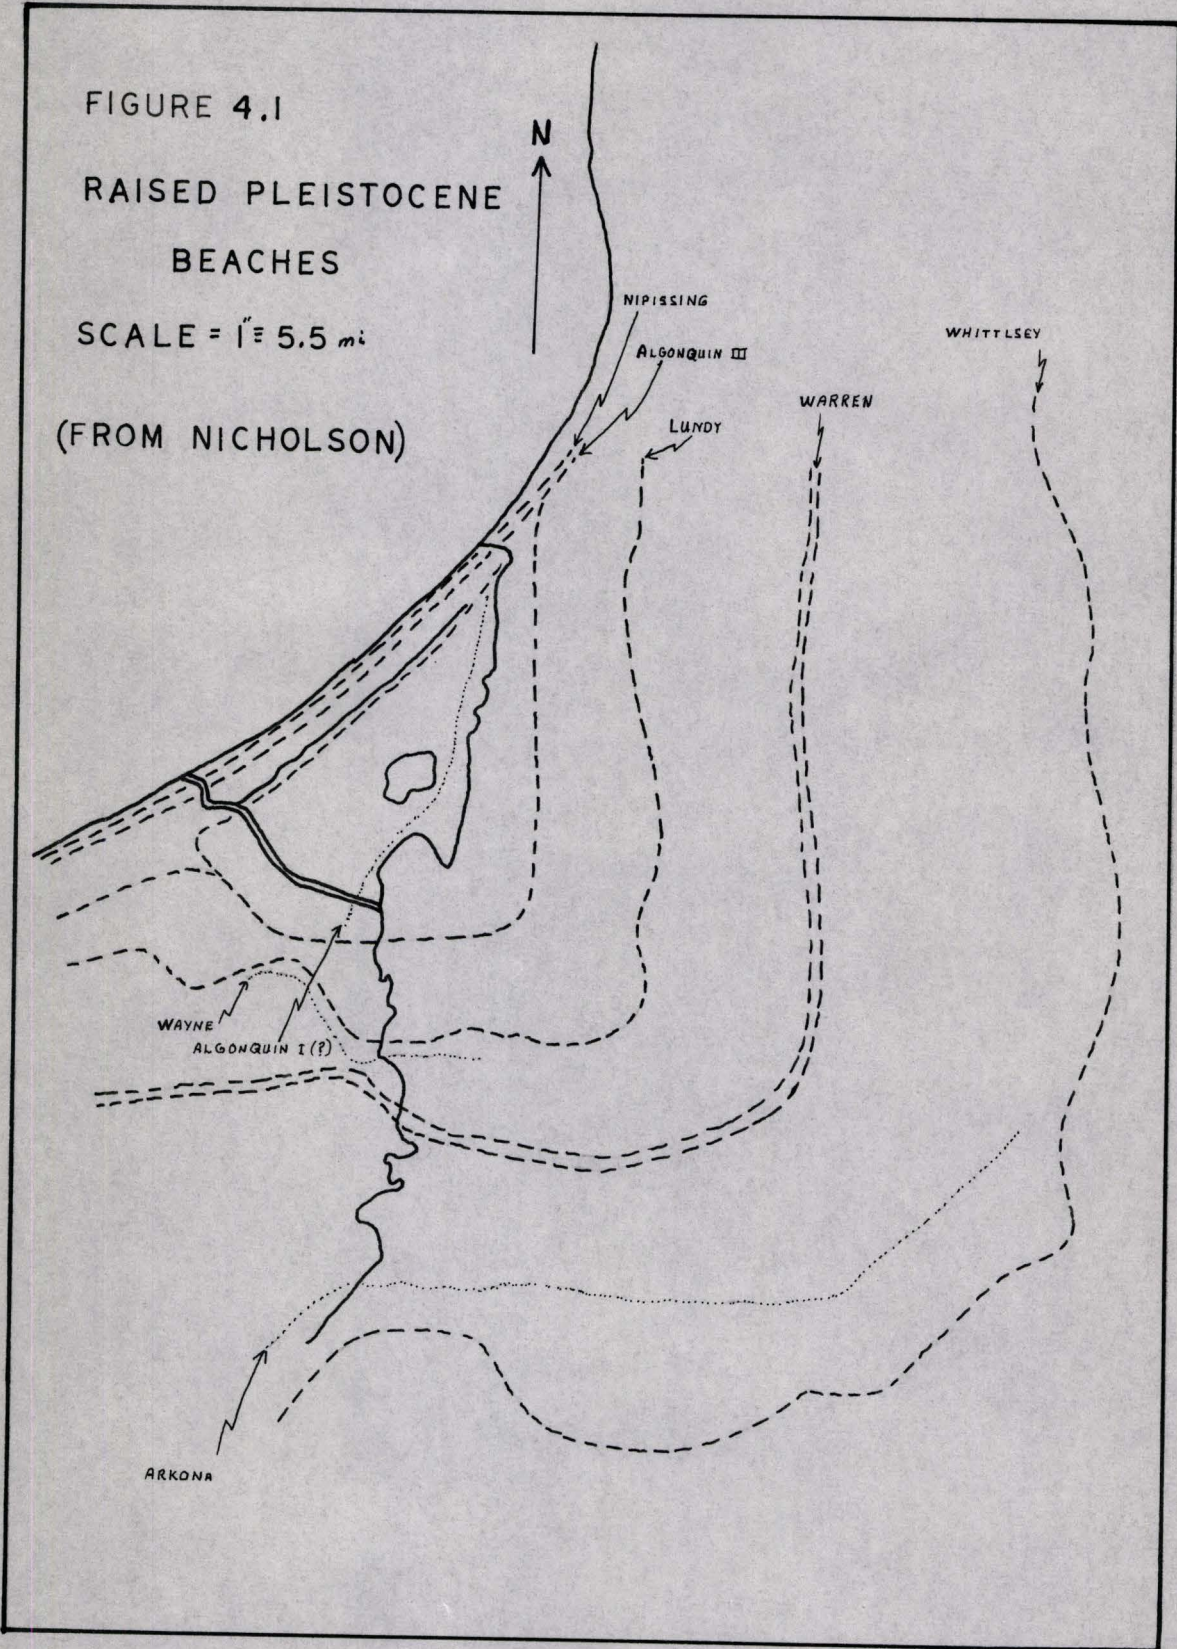 FIGURE 4.1
RAISED PLEISTOCENE
BEACHES
SCALE = 1" ≡ 5.5 mi
(FROM NICHOLSON)
N
NIPISSING
ALGONQUIN III
LUNDY
WARREN
WHITTLSEY
WAYNE
ALGONQUIN I (?)
ARKONA